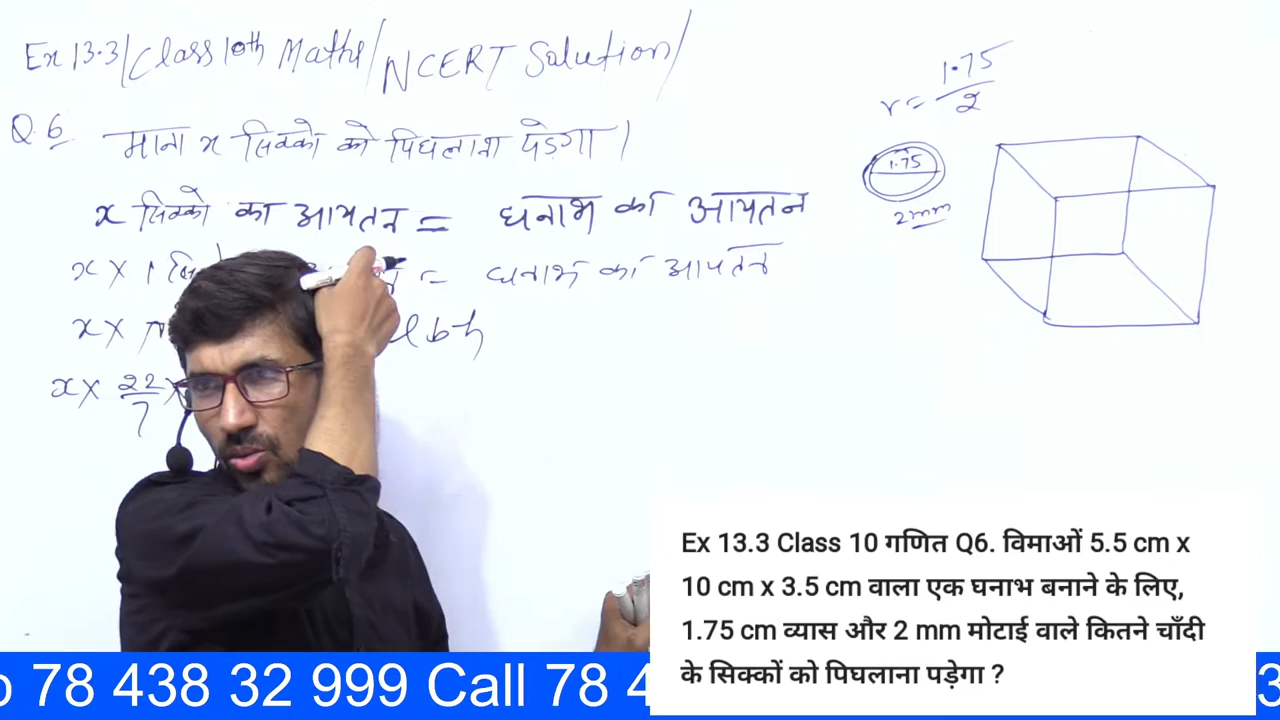 Ex 13.3/Class 10th Maths/NCERT Solution/
Q.6 माना x सिक्को को पिघलाना पड़ेगा।
x सिक्को का आयतन = घनाभ का आयतन
x × 1 = घनाभ का आयतन
x × lbh
x × 22/7 ×
r = 1.75/2
1.75
2mm
Ex 13.3 Class 10 गणित Q6. विमाओं 5.5 cm x
10 cm x 3.5 cm वाला एक घनाभ बनाने के लिए,
1.75 cm व्यास और 2 mm मोटाई वाले कितने चाँदी
के सिक्कों को पिघलाना पड़ेगा ?
78 438 32 999 Call 78 4